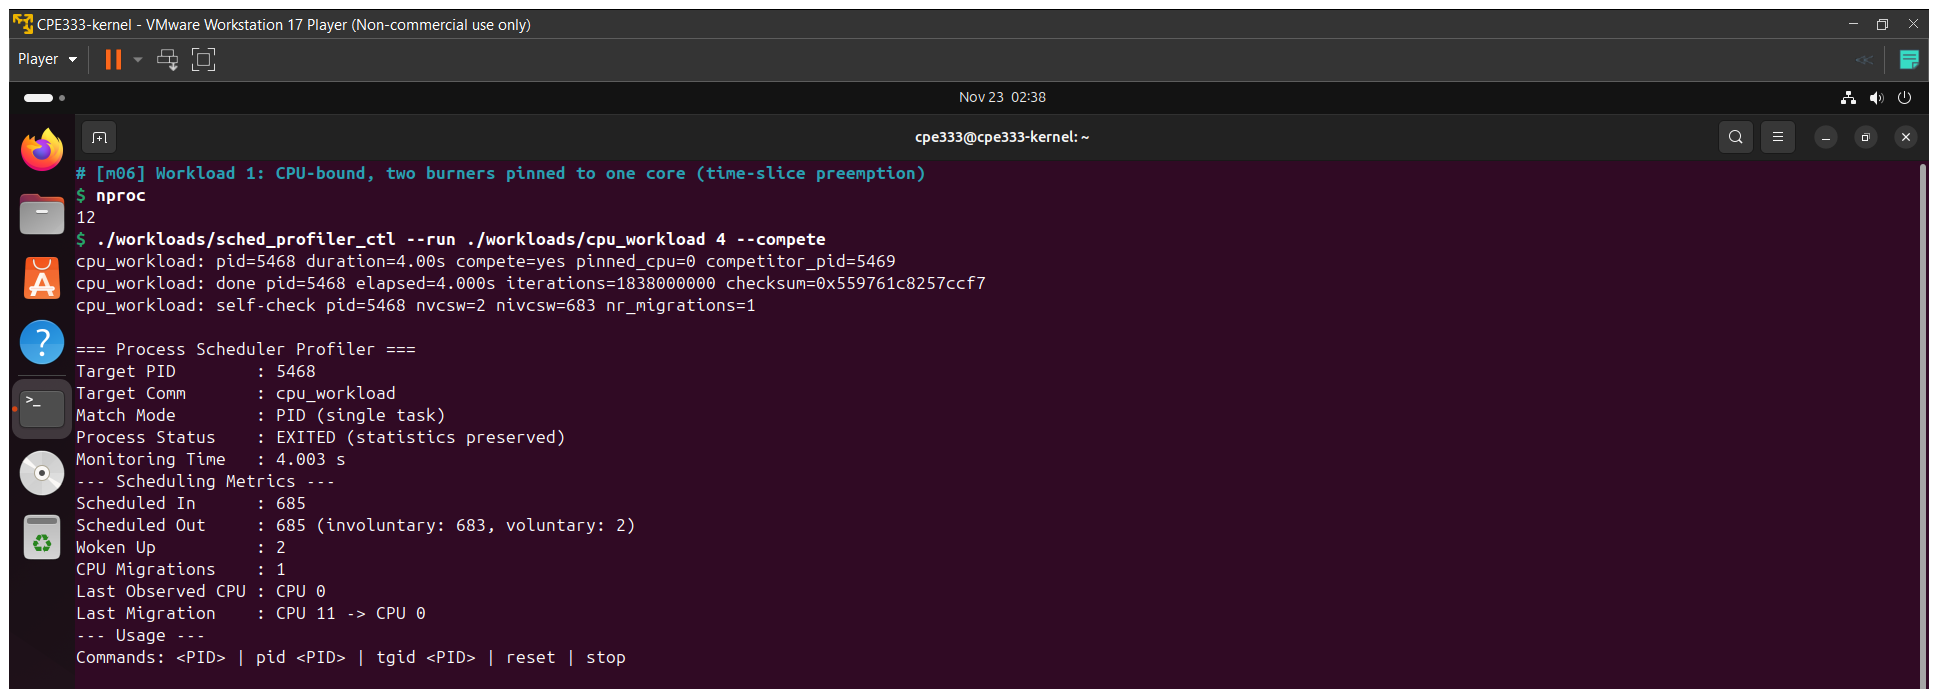 CPE333-kernel - VMware Workstation 17 Player (Non-commercial use only)
Player
Nov 23 02:38
cpe333@cpe333-kernel: ~
# [m06] Workload 1: CPU-bound, two burners pinned to one core (time-slice preemption)
$ nproc
12
$ ./workloads/sched_profiler_ctl --run ./workloads/cpu_workload 4 --compete
cpu_workload: pid=5468 duration=4.00s compete=yes pinned_cpu=0 competitor_pid=5469
cpu_workload: done pid=5468 elapsed=4.000s iterations=1838000000 checksum=0x559761c8257ccf7
cpu_workload: self-check pid=5468 nvcsw=2 nivcsw=683 nr_migrations=1
=== Process Scheduler Profiler ===
Target PID : 5468
Target Comm : cpu_workload
Match Mode : PID (single task)
Process Status : EXITED (statistics preserved)
Monitoring Time : 4.003 s
--- Scheduling Metrics ---
Scheduled In : 685
Scheduled Out : 685 (involuntary: 683, voluntary: 2)
Woken Up : 2
CPU Migrations : 1
Last Observed CPU : CPU 0
Last Migration : CPU 11 -> CPU 0
--- Usage ---
Commands: <PID> | pid <PID> | tgid <PID> | reset | stop